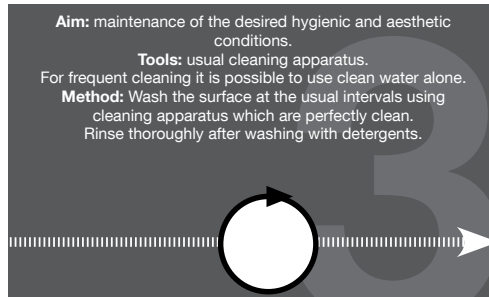 Aim: maintenance of the desired hygienic and aesthetic
conditions.
Tools: usual cleaning apparatus.
For frequent cleaning it is possible to use clean water alone.
Method: Wash the surface at the usual intervals using
cleaning apparatus which are perfectly clean.
Rinse thoroughly after washing with detergents.
3